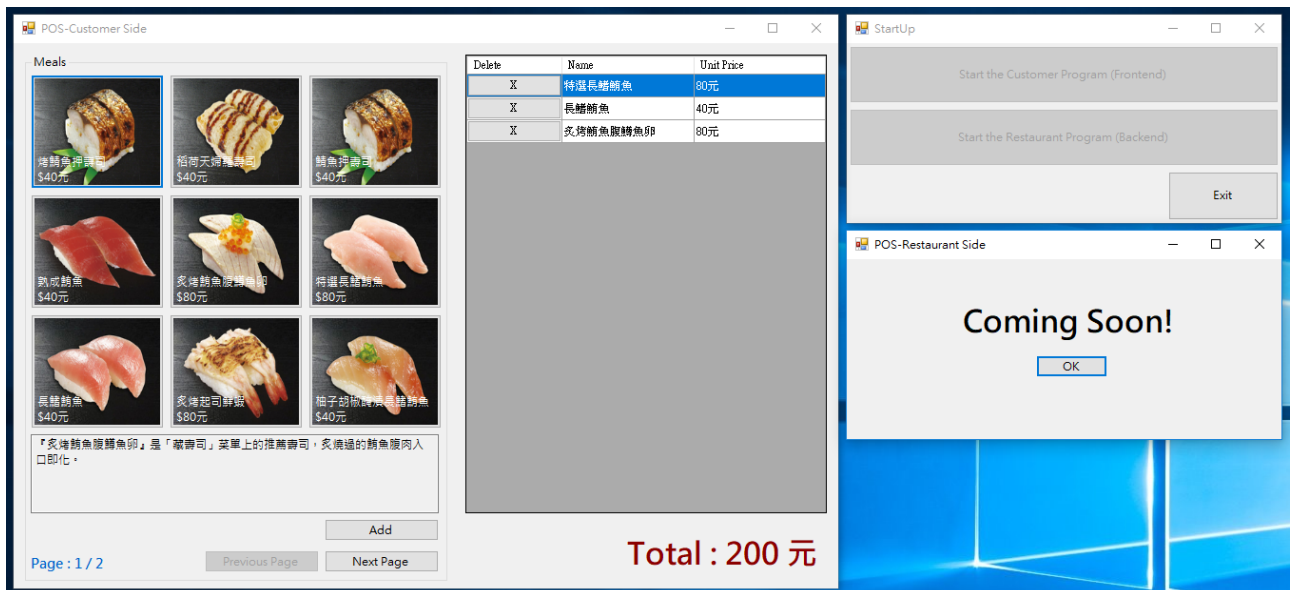 POS-Customer Side
Meals
烤鯖魚押壽司
$40元
稻荷天婦羅壽司
$40元
鯖魚押壽司
$40元
熟成鮪魚
$40元
炙烤鮪魚腹鱒魚卵
$80元
特選長鰭鮪魚
$80元
長鰭鮪魚
$40元
炙烤起司鮮蝦
$80元
柚子胡椒醃漬長鰭鮪魚
$40元
『炙烤鮪魚腹鱒魚卵』是「藏壽司」菜單上的推薦壽司，炙燒過的鮪魚腹肉入
口即化。
Add
Page : 1 / 2
Previous Page
Next Page
Delete Name Unit Price
X 特選長鰭鮪魚 80元
X 長鰭鮪魚 40元
X 炙烤鮪魚腹鱒魚卵 80元
Total : 200 元
StartUp
Start the Customer Program (Frontend)
Start the Restaurant Program (Backend)
Exit
POS-Restaurant Side
Coming Soon!
OK